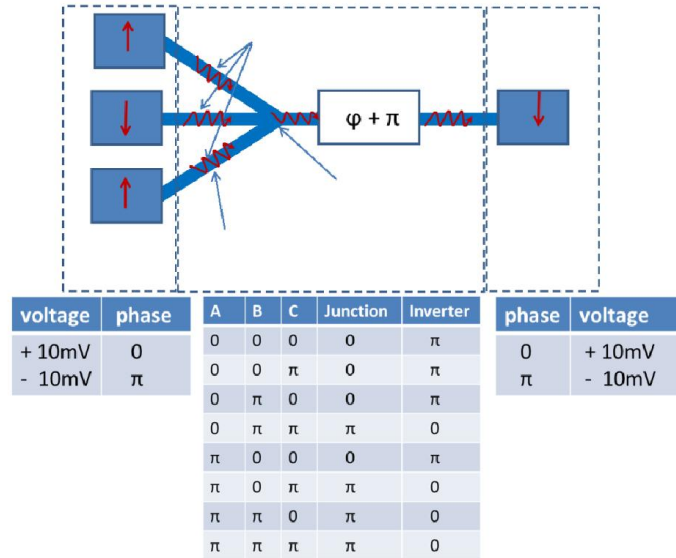 φ + π
voltage phase
+ 10mV 0
- 10mV π
A B C Junction Inverter
0 0 0 0 π
0 0 π 0 π
0 π 0 0 π
0 π π π 0
π 0 0 0 π
π 0 π π 0
π π 0 π 0
π π π π 0
phase voltage
0 + 10mV
π - 10mV